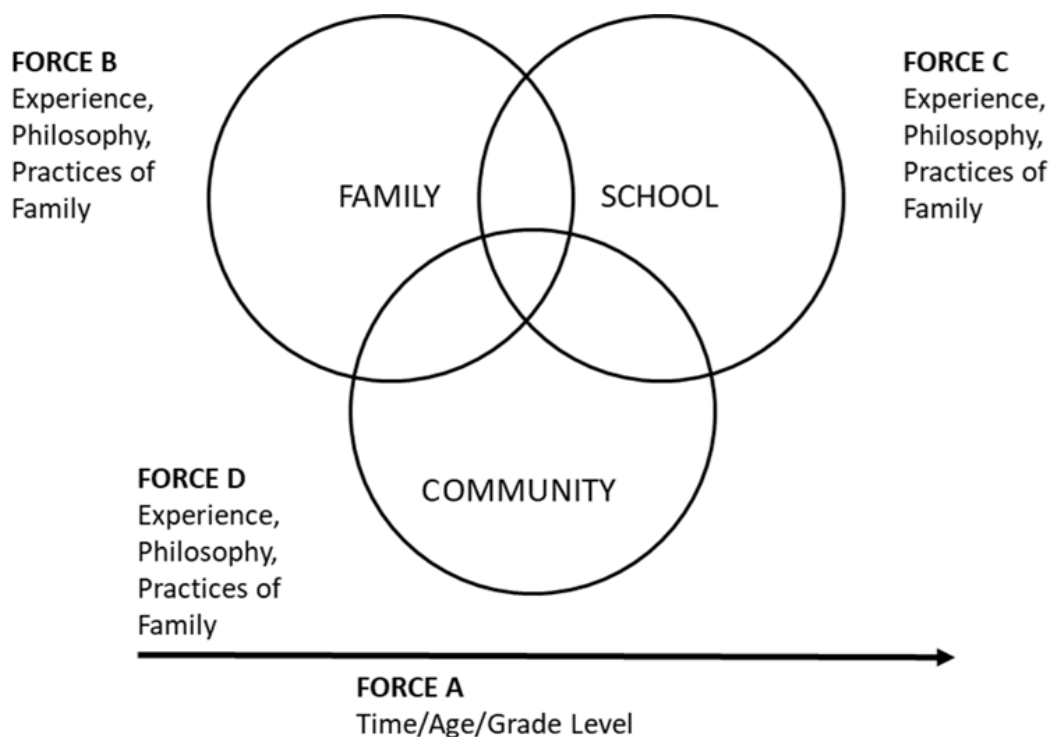 FORCE B
Experience,
Philosophy,
Practices of
Family
FAMILY
SCHOOL
FORCE C
Experience,
Philosophy,
Practices of
Family
COMMUNITY
FORCE D
Experience,
Philosophy,
Practices of
Family
FORCE A
Time/Age/Grade Level